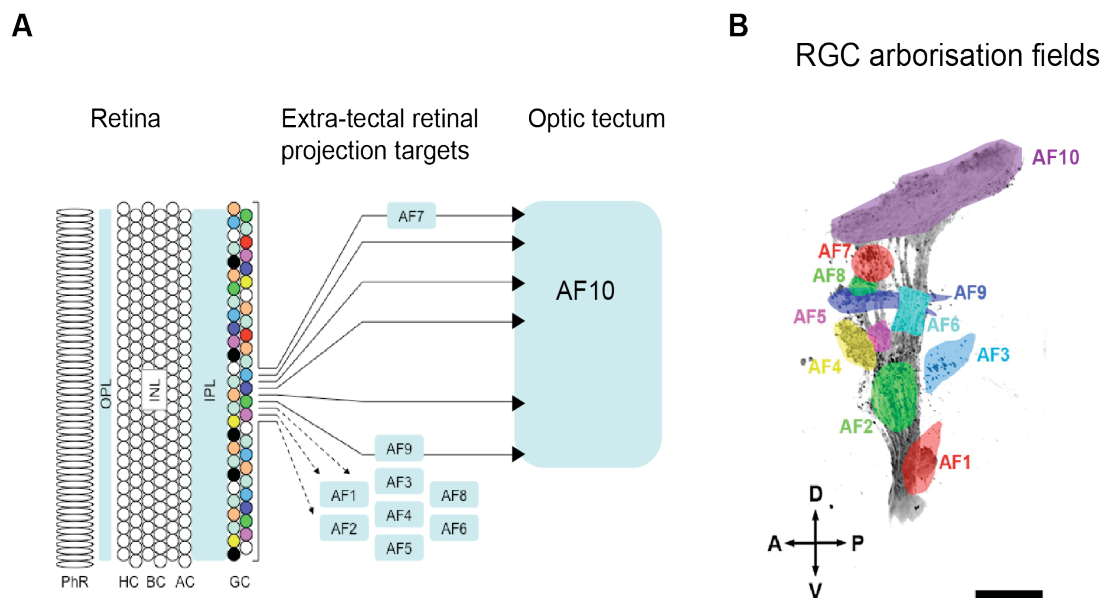 A
B
RGC arborisation fields
Retina
Extra-tectal retinal
projection targets
Optic tectum
AF7
AF10
AF9
AF3
AF1
AF8
AF4
AF2
AF6
AF5
OPL
INL
IPL
PhR
HC
BC
AC
GC
AF10
AF7
AF8
AF9
AF5
AF6
AF3
AF4
AF2
AF1
D
A
P
V